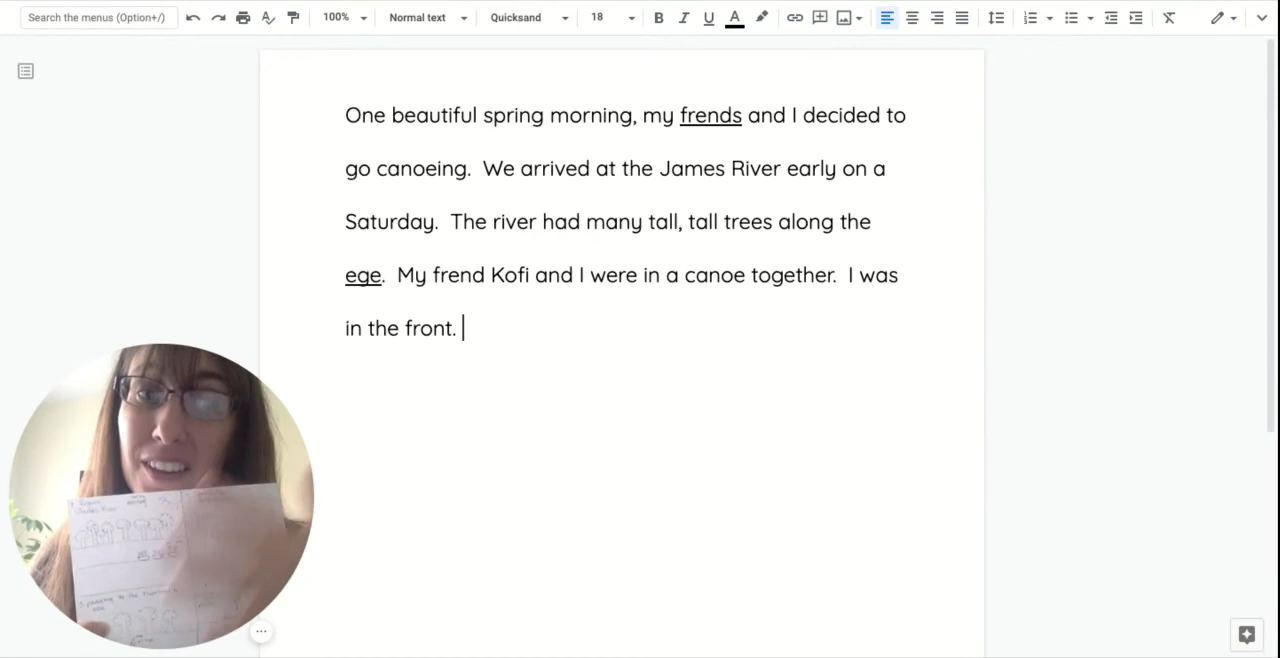 Search the menus (Option+/) 100% Normal text Quicksand 18 B I U A
One beautiful spring morning, my frends and I decided to
go canoeing. We arrived at the James River early on a
Saturday. The river had many tall, tall trees along the
ege. My frend Kofi and I were in a canoe together. I was
in the front.